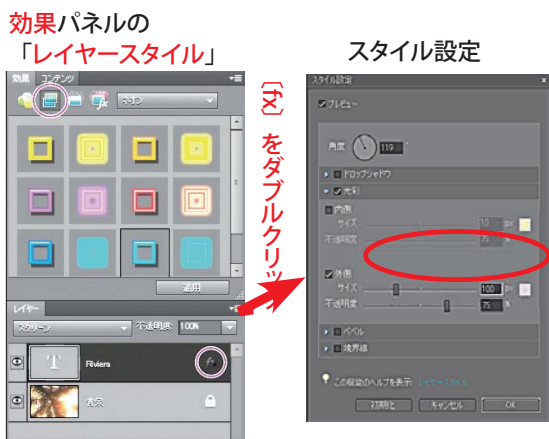 効果パネルの
「レイヤースタイル」
効果 コンテンツ
ネオン
適用
レイヤー
スクリーン 不透明度: 100%
T Riviera fx
背景
〔fx〕をダブルクリッ
スタイル設定
スタイル設定
プレビュー
角度: 119 °
ドロップシャドウ
光彩
内側
サイズ: 10 px
不透明度: 75 %
外側
サイズ: 100 px
不透明度: 75 %
ベベル
境界線
この機能のヘルプを表示: レイヤースタイル
初期化 キャンセル OK